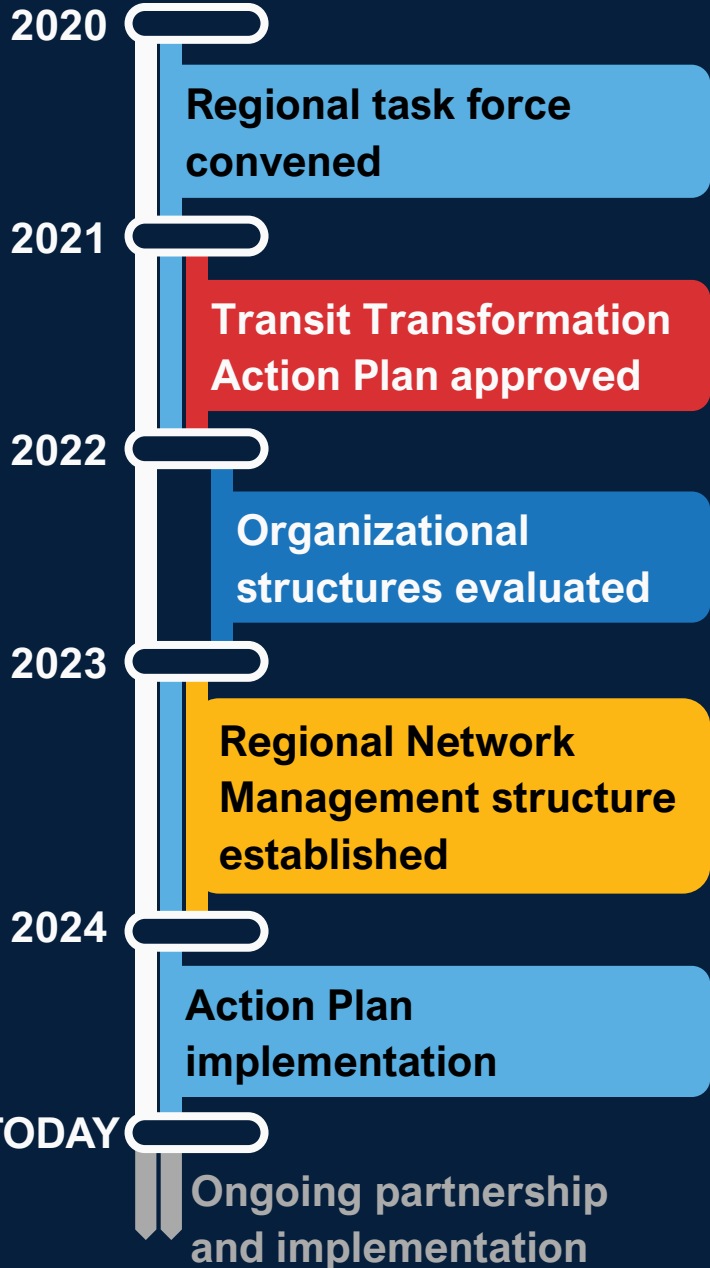 2020
Regional task force
convened
2021
Transit Transformation
Action Plan approved
2022
Organizational
structures evaluated
2023
Regional Network
Management structure
established
2024
Action Plan
implementation
TODAY
Ongoing partnership
and implementation